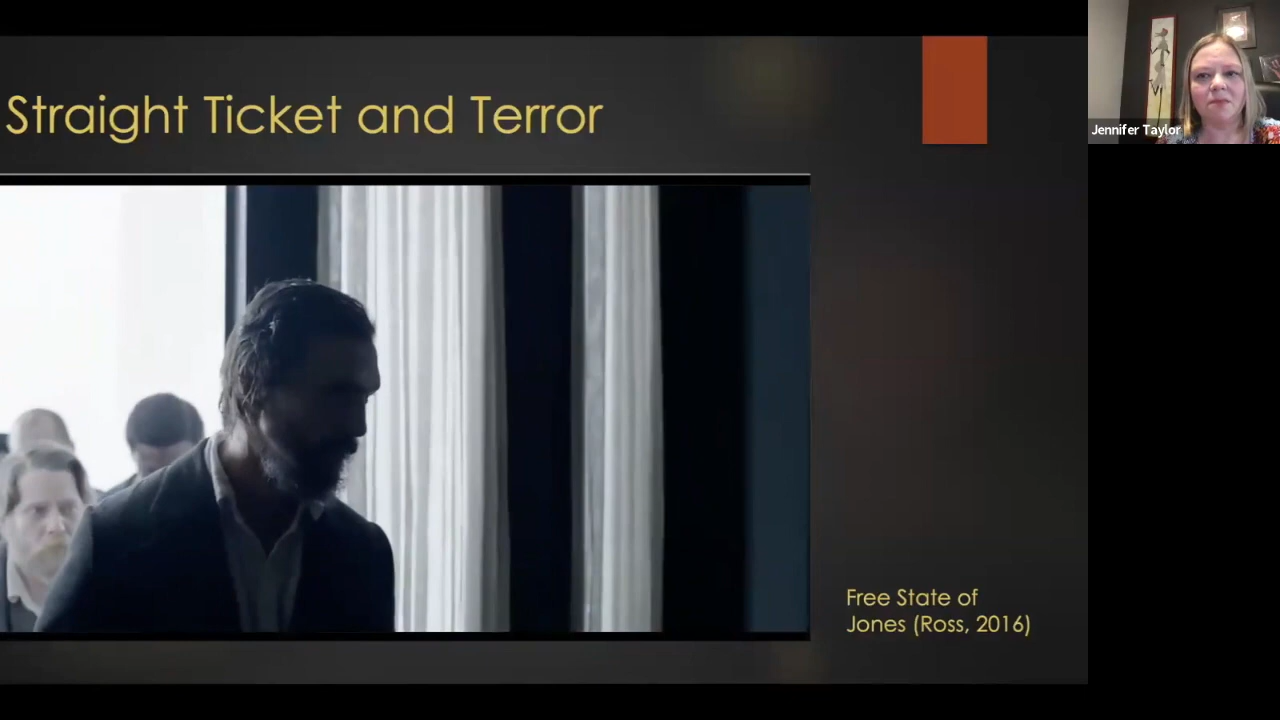 Straight Ticket and Terror
Jennifer Taylor
Free State of
Jones (Ross, 2016)